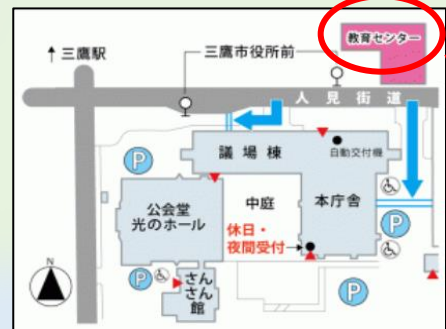 教育センター
↑三鷹駅
三鷹市役所前
人見街道
議場棟
自動交付機
P
公会堂
光のホール
中庭
本庁舎
P
休日・
夜間受付
P
さん
さん
館
P
N